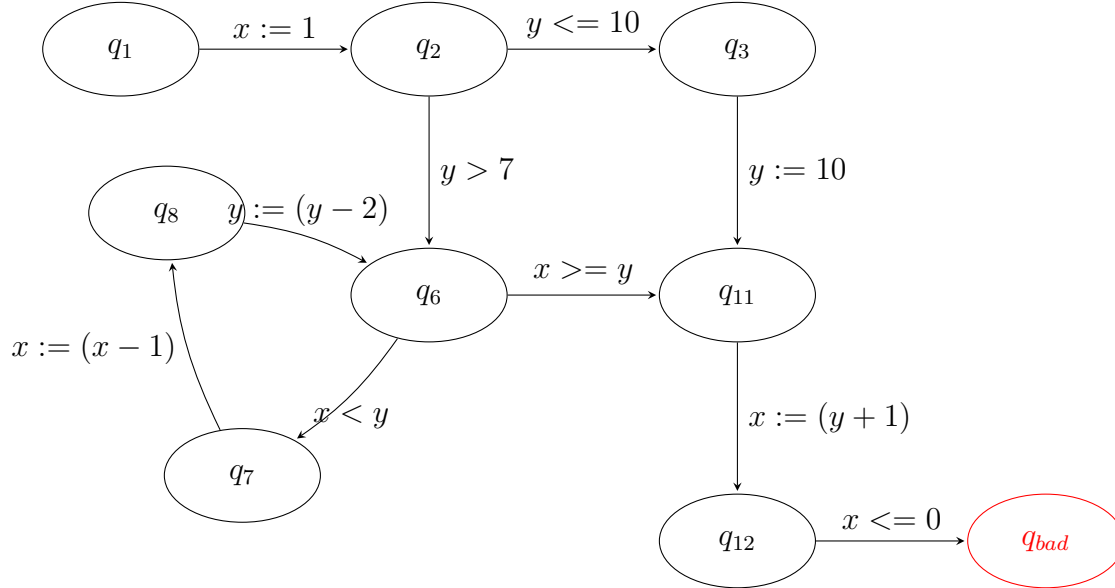 q1 x := 1 q2 y <= 10 q3
y > 7 y := 10
q8 y := (y − 2)
q6 x >= y q11
x := (x − 1)
x < y x := (y + 1)
q7
q12 x <= 0 qbad